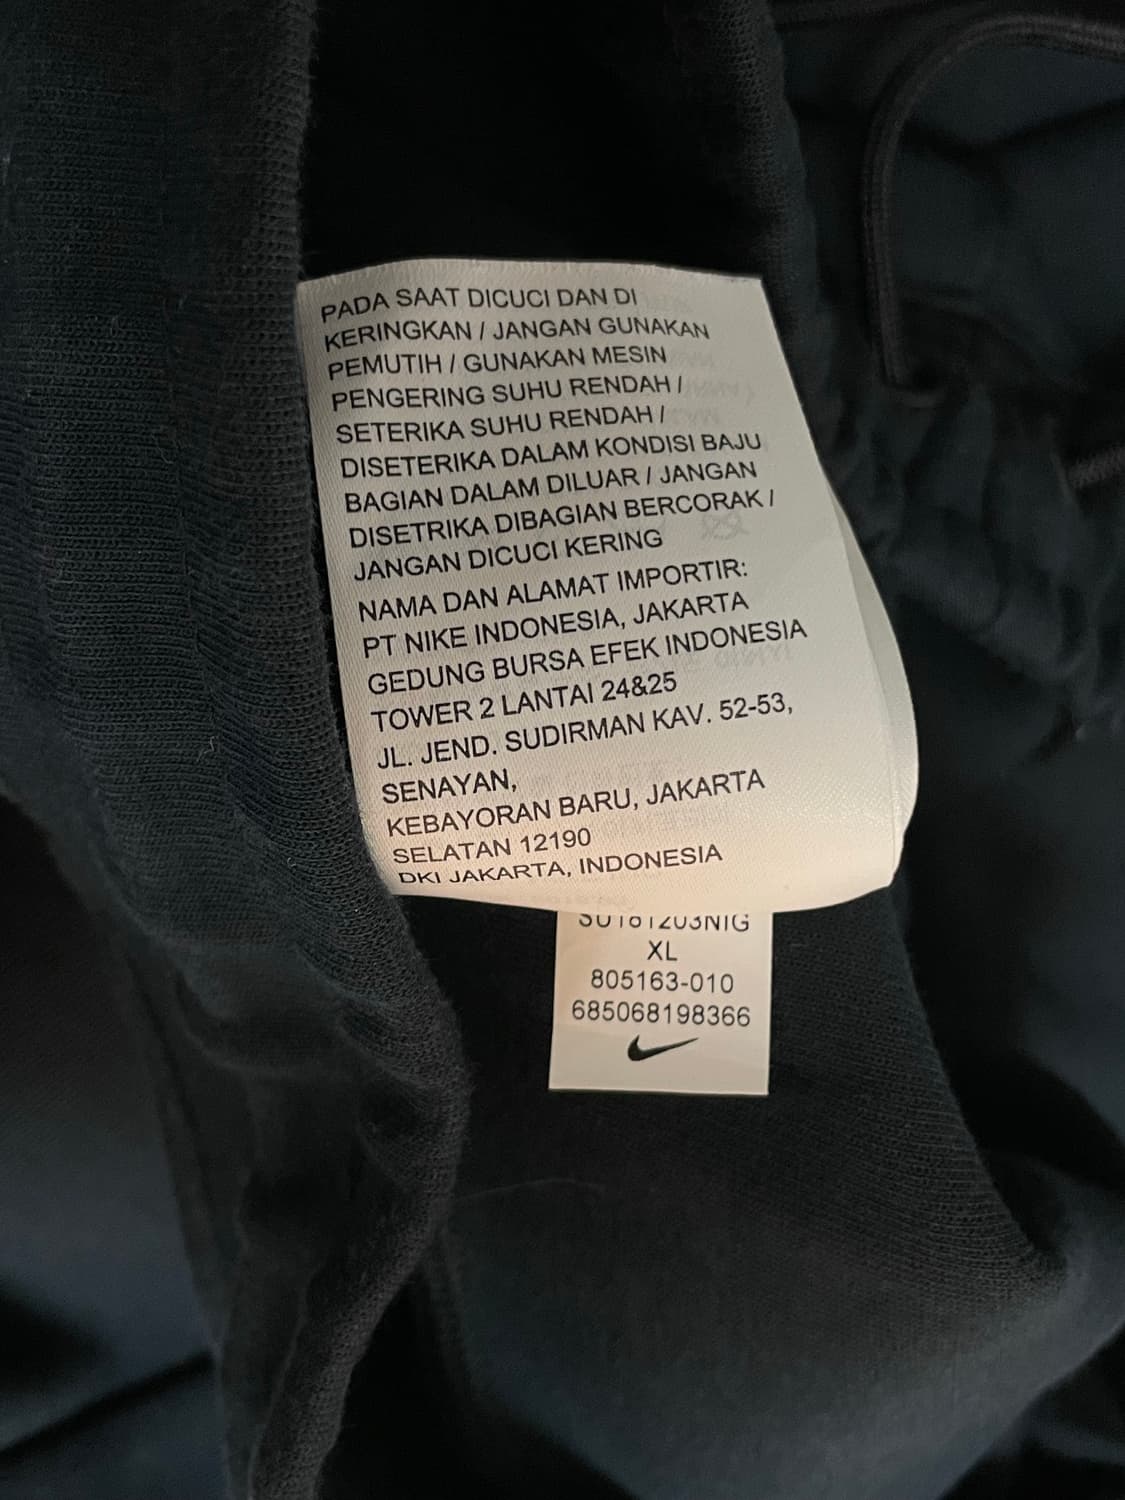 PADA SAAT DICUCI DAN DI
KERINGKAN / JANGAN GUNAKAN
PEMUTIH / GUNAKAN MESIN
PENGERING SUHU RENDAH /
SETERIKA SUHU RENDAH /
DISETERIKA DALAM KONDISI BAJU
BAGIAN DALAM DILUAR / JANGAN
DISETRIKA DIBAGIAN BERCORAK /
JANGAN DICUCI KERING
NAMA DAN ALAMAT IMPORTIR:
PT NIKE INDONESIA, JAKARTA
GEDUNG BURSA EFEK INDONESIA
TOWER 2 LANTAI 24&25
JL. JEND. SUDIRMAN KAV. 52-53,
SENAYAN,
KEBAYORAN BARU, JAKARTA
SELATAN 12190
DKI JAKARTA, INDONESIA
XL
805163-010
685068198366